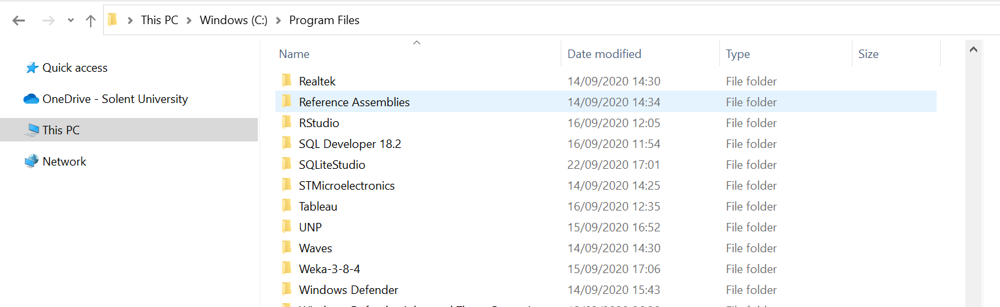 This PC > Windows (C:) > Program Files
Name Date modified Type Size
Quick access
OneDrive - Solent University
This PC
Network
Realtek 14/09/2020 14:30 File folder
Reference Assemblies 14/09/2020 14:34 File folder
RStudio 16/09/2020 12:05 File folder
SQL Developer 18.2 16/09/2020 11:54 File folder
SQLiteStudio 22/09/2020 17:01 File folder
STMicroelectronics 14/09/2020 14:25 File folder
Tableau 16/09/2020 12:35 File folder
UNP 15/09/2020 16:52 File folder
Waves 14/09/2020 14:30 File folder
Weka-3-8-4 15/09/2020 17:06 File folder
Windows Defender 14/09/2020 15:43 File folder